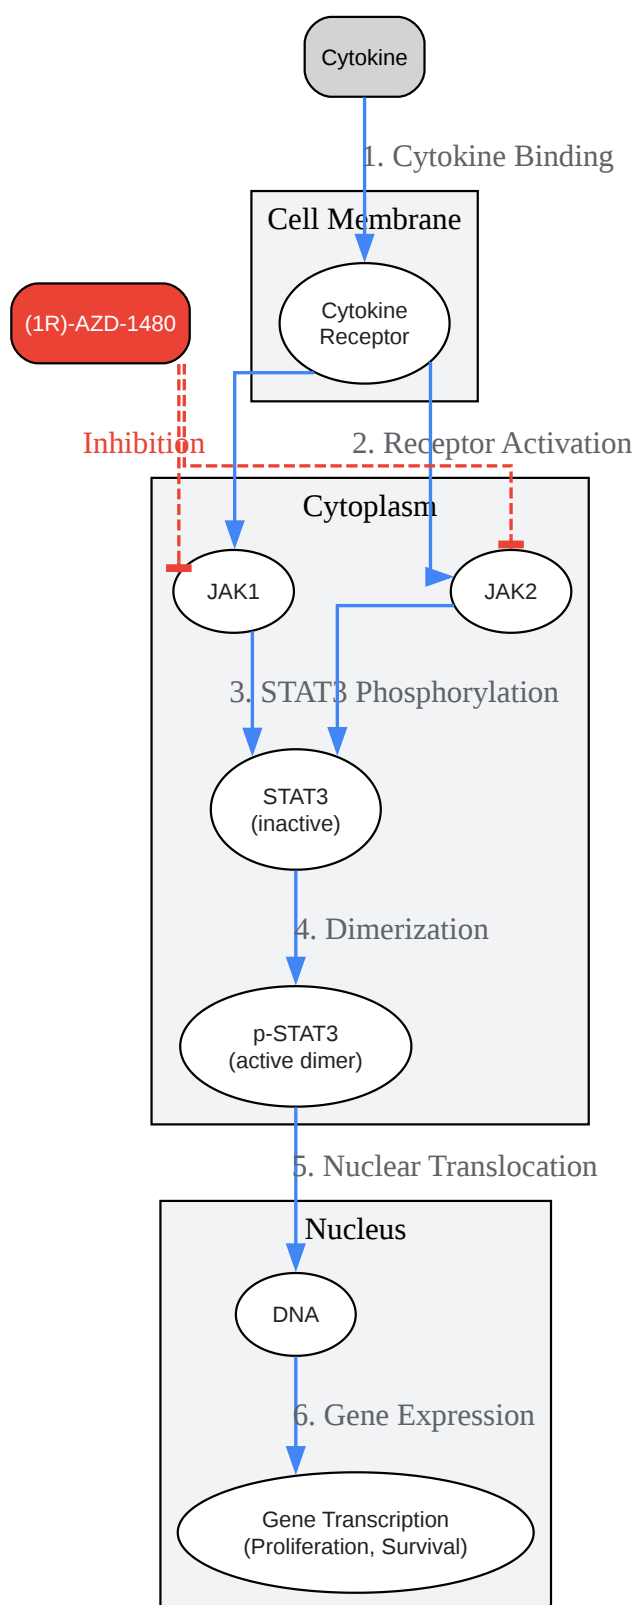 Cytokine
1. Cytokine Binding
Cell Membrane
Cytokine
Receptor
(1R)-AZD-1480
Inhibition
2. Receptor Activation
Cytoplasm
JAK1
JAK2
3. STAT3 Phosphorylation
STAT3
(inactive)
4. Dimerization
p-STAT3
(active dimer)
5. Nuclear Translocation
Nucleus
DNA
6. Gene Expression
Gene Transcription
(Proliferation, Survival)